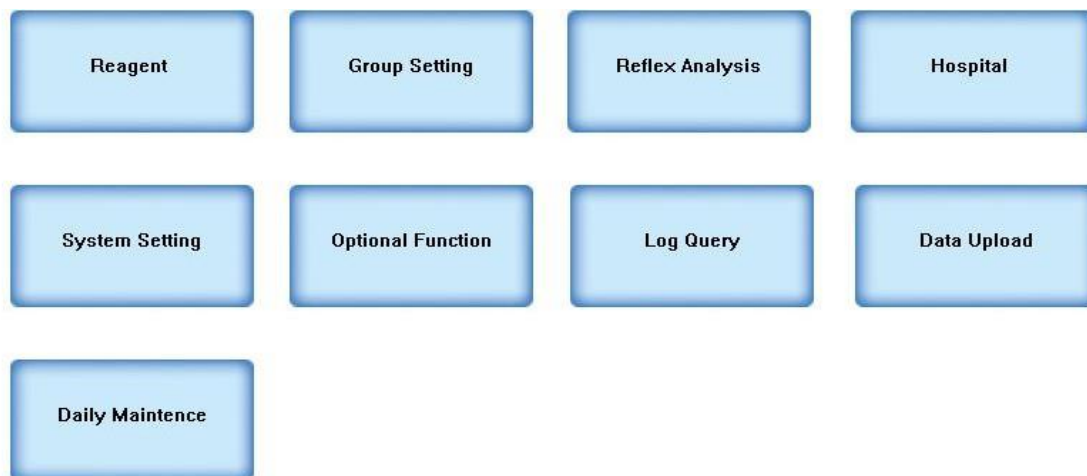 Reagent
Group Setting
Reflex Analysis
Hospital
System Setting
Optional Function
Log Query
Data Upload
Daily Maintence